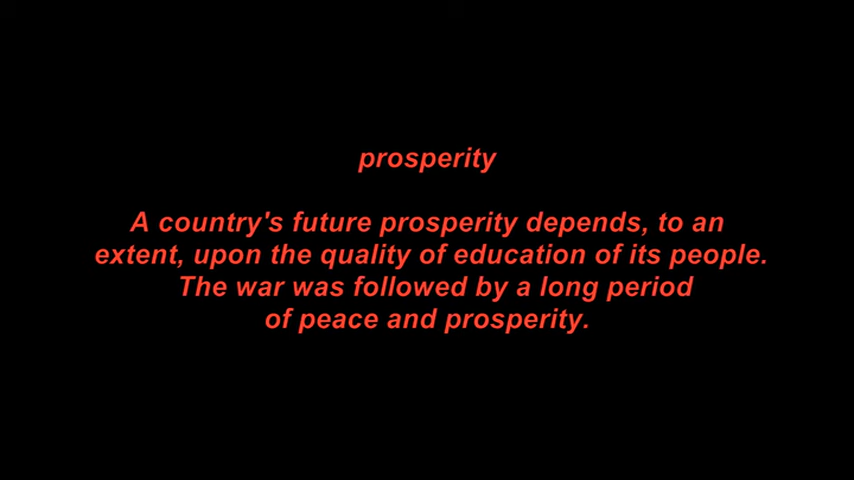 prosperity
A country's future prosperity depends, to an
extent, upon the quality of education of its people.
The war was followed by a long period
of peace and prosperity.